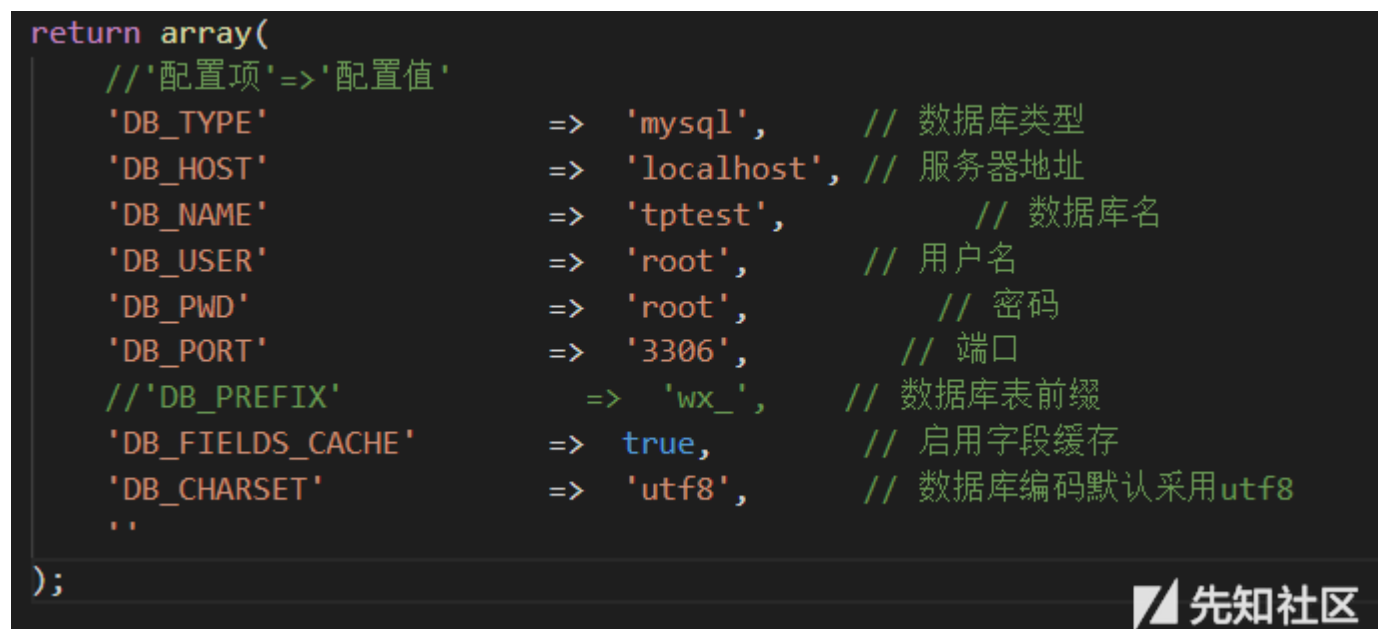 return array(
//'配置项'=>'配置值'
'DB_TYPE' => 'mysql', // 数据库类型
'DB_HOST' => 'localhost', // 服务器地址
'DB_NAME' => 'tptest', // 数据库名
'DB_USER' => 'root', // 用户名
'DB_PWD' => 'root', // 密码
'DB_PORT' => '3306', // 端口
//'DB_PREFIX' => 'wx_', // 数据库表前缀
'DB_FIELDS_CACHE' => true, // 启用字段缓存
'DB_CHARSET' => 'utf8', // 数据库编码默认采用utf8
''
);
先知社区